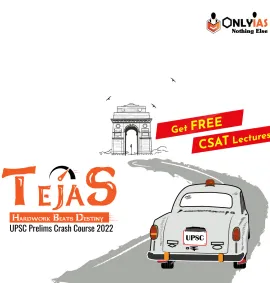 ONLYIAS
Nothing Else
Get FREE
CSAT Lectures
TEJAS
HARDWORK BEATS DESTINY
UPSC Prelims Crash Course 2022
UPSC